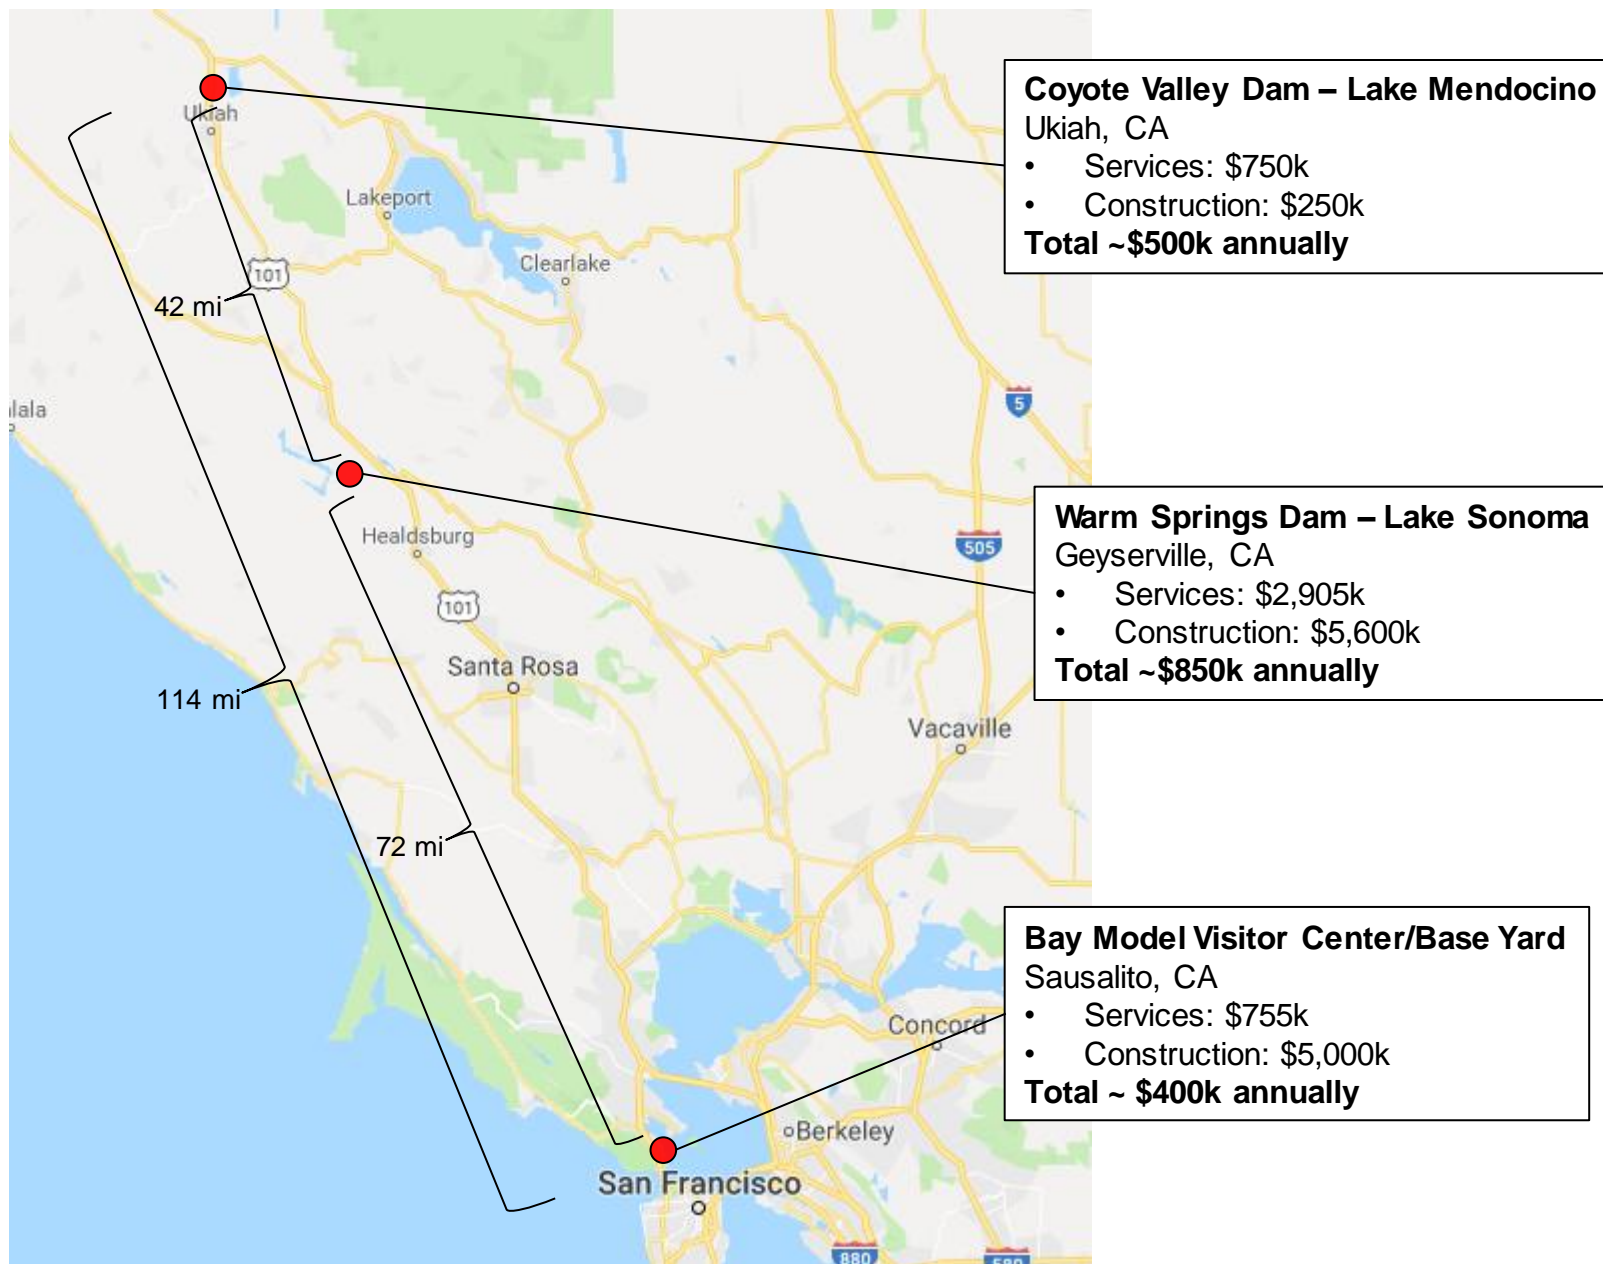 Coyote Valley Dam – Lake Mendocino
Ukiah, CA
• Services: $750k
• Construction: $250k
Total ~$500k annually
Warm Springs Dam – Lake Sonoma
Geyserville, CA
• Services: $2,905k
• Construction: $5,600k
Total ~$850k annually
Bay Model Visitor Center/Base Yard
Sausalito, CA
• Services: $755k
• Construction: $5,000k
Total ~ $400k annually
Ukiah
Lakeport
Clearlake
101
42 mi
5
lala
Healdsburg
505
101
Santa Rosa
114 mi
Vacaville
72 mi
Concord
Berkeley
San Francisco
880
580